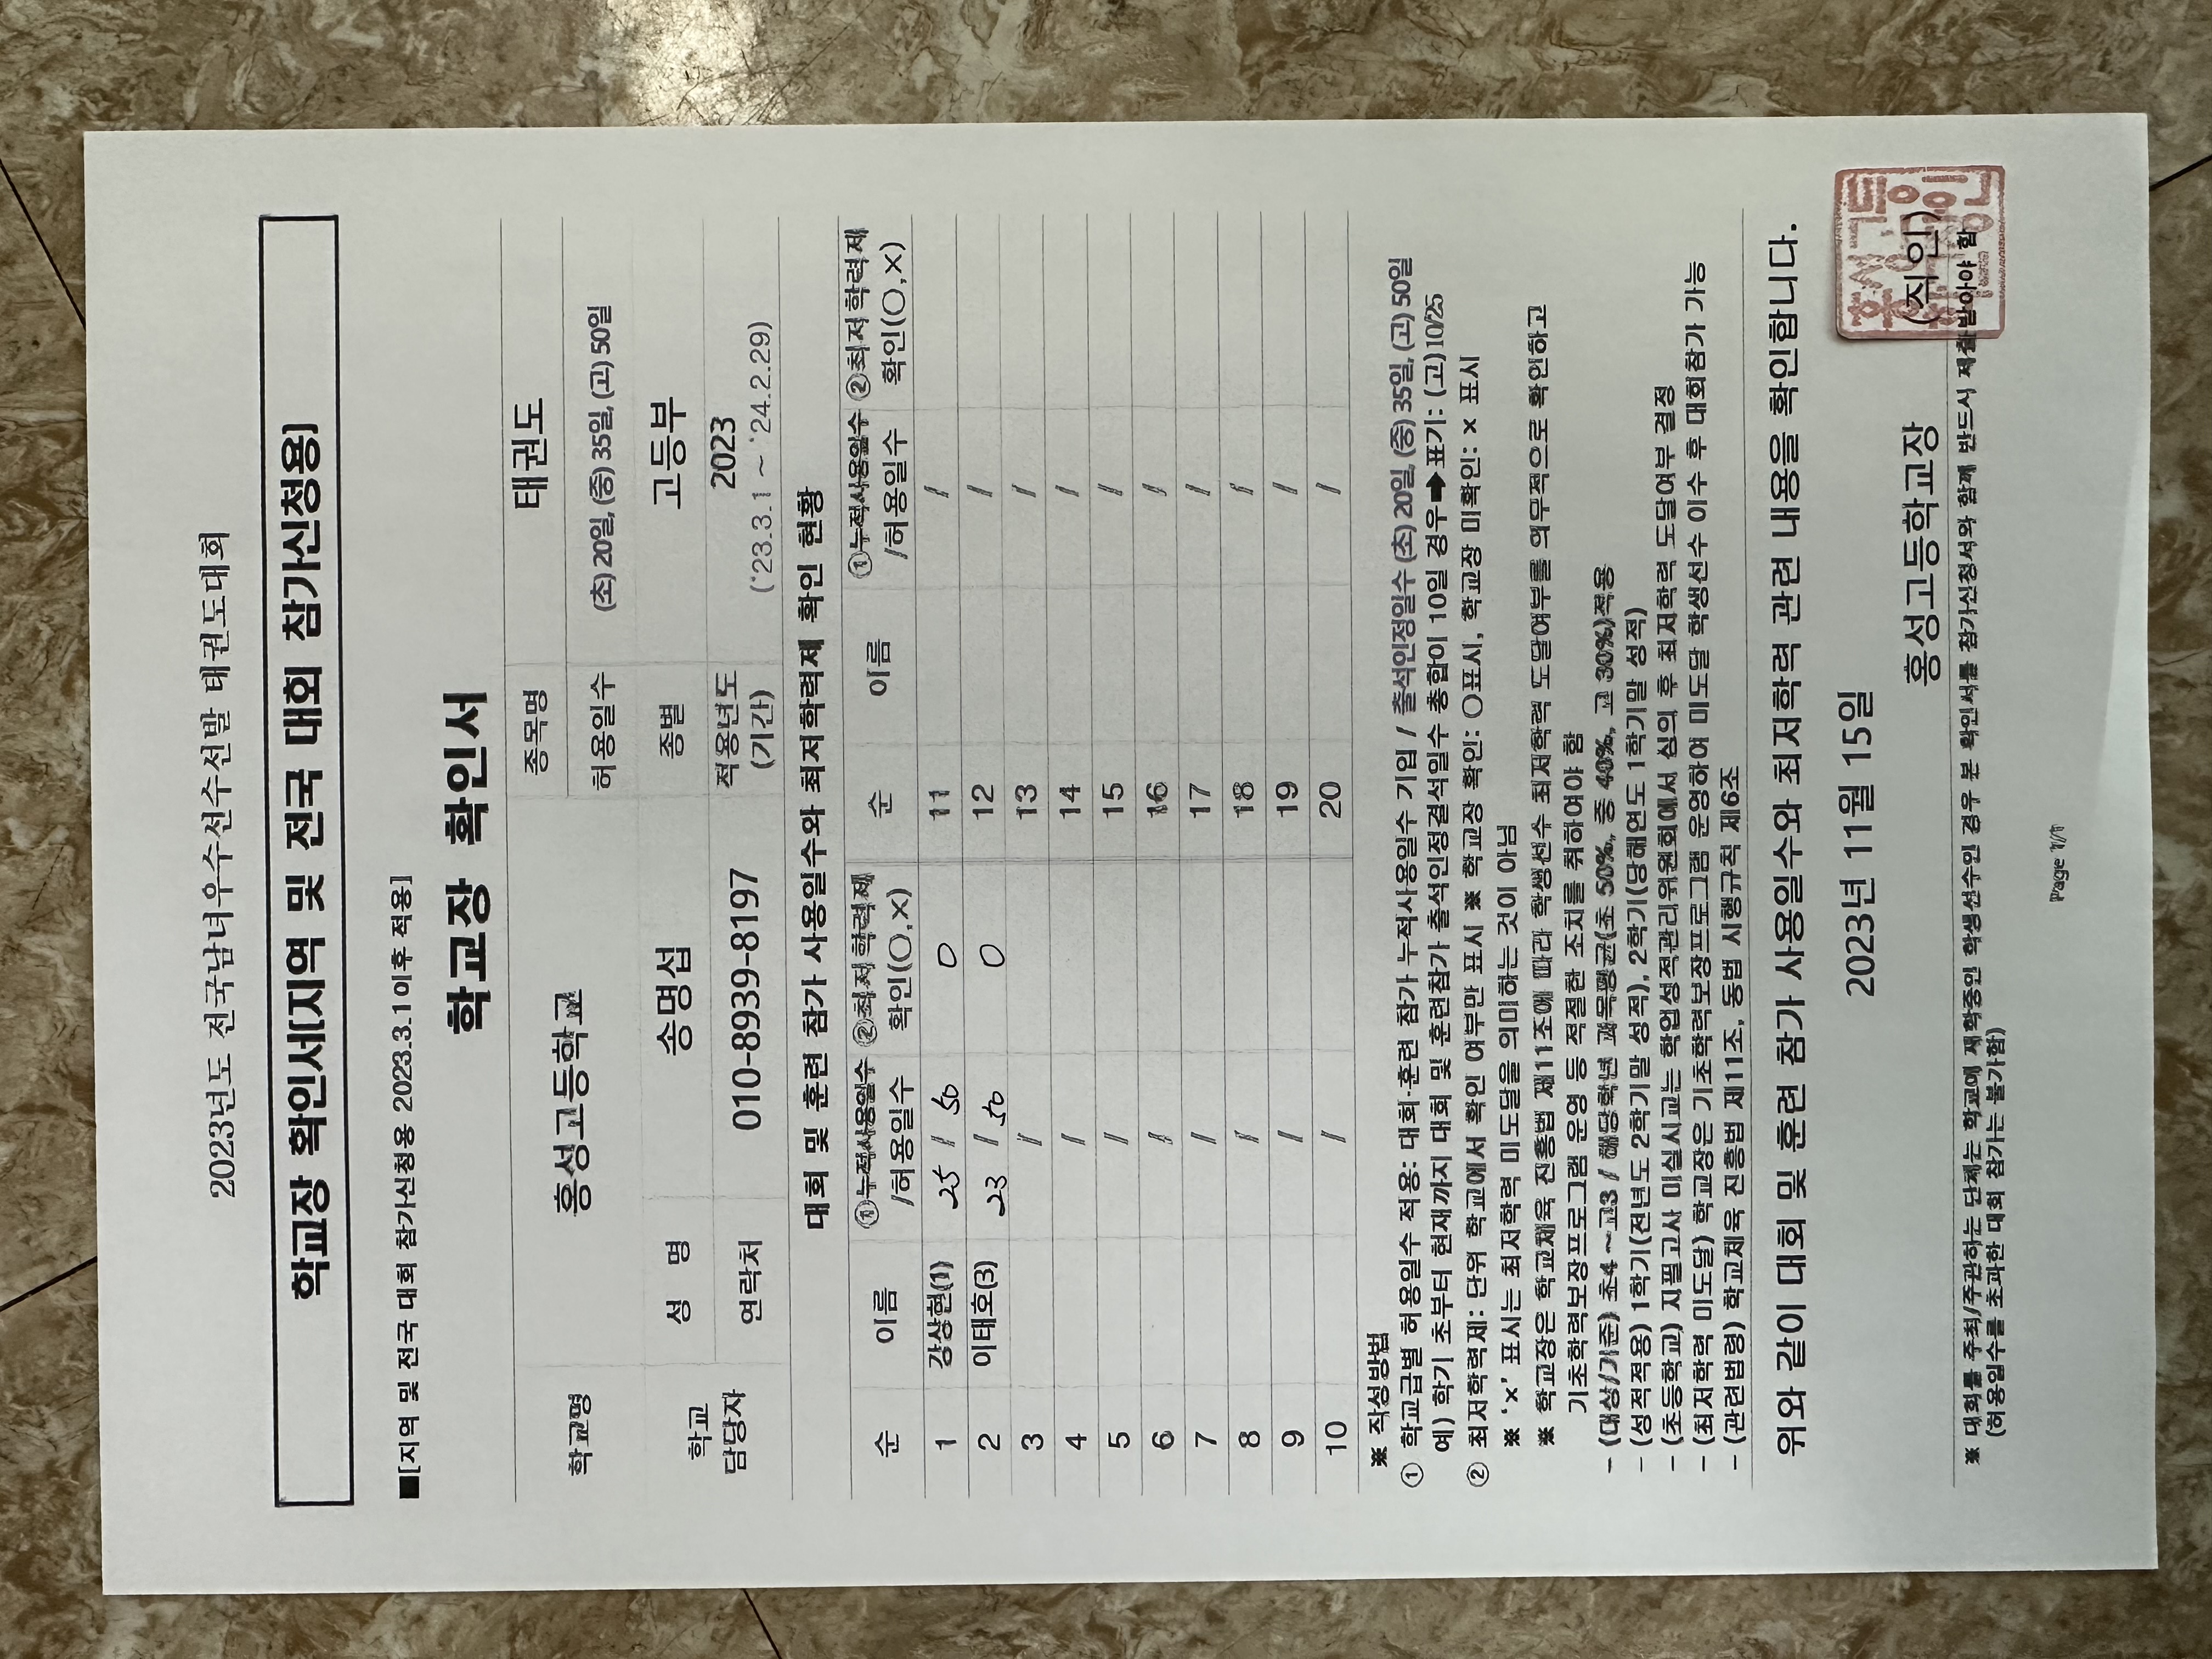 2023년도 전국남녀우수선수선발 태권도대회
학교장 확인서[지역 및 전국 대회 참가신청용]
■[지역 및 전국 대회 참가신청용 2023.3.1이후 적용]
학교장 확인서
학교명 홍성고등학교 종목명 태권도
허용일수 (초) 20일, (중) 35일, (고) 50일
학교 담당자 성 명 송명섭 종별 고등부
연락처 010-8939-8197 적용년도 (기간) 2023 ('23.3.1 ~ '24.2.29)
대회 및 훈련 참가 사용일수와 최저학력제 확인 현황
순 이름 ①누적사용일수 /허용일수 ②최저학력제 확인(○,×) 순 이름 ①누적사용일수 /허용일수 ②최저학력제 확인(○,×)
1 강상현(1) 25 / 50 O 11 /
2 이태호(3) 23 / 50 O 12 /
3 / 13 /
4 / 14 /
5 / 15 /
6 / 16 /
7 / 17 /
8 / 18 /
9 / 19 /
10 / 20 /
※ 작성방법
① 학교급별 허용일수 적용: 대회·훈련 참가 누적사용일수 기입 / 출석인정일수 (초) 20일, (중) 35일, (고) 50일
예) 학기 초부터 현재까지 대회 및 훈련참가 출석인정결석일수 총합이 10일 경우➡표기: (고)10/25
② 최저학력제: 단위 학교에서 확인 여부만 표시 ※ 학교장 확인: ○표시, 학교장 미확인: × 표시
※ '×' 표시는 최저학력 미도달을 의미하는 것이 아님
※ 학교장은 학교체육 진흥법 제11조에 따라 학생선수 최저학력 도달여부를 의무적으로 확인하고
기초학력보장프로그램 운영 등 적절한 조치를 취하여야 함
- (대상/기준) 초4 ~ 고3 / 해당학년 과목평균(초 50%, 중 40%, 고 30%)적용
- (성적적용) 1학기(전년도 2학기말 성적), 2학기(당해연도 1학기말 성적)
- (초등학교) 지필고사 미실시교는 학업성적관리위원회에서 심의 후 최저학력 도달여부 결정
- (최저학력 미도달) 학교장은 기초학력보장프로그램 운영하여 미도달 학생선수 이수 후 대회참가 가능
- (관련법령) 학교체육 진흥법 제11조, 동법 시행규칙 제6조
위와 같이 대회 및 훈련 참가 사용일수와 최저학력 관련 내용을 확인합니다.
2023년 11월 15일
홍성고등학교장 (직인)
※ 대회를 주최/주관하는 단체는 학교에 재학중인 학생선수인 경우 본 확인서를 참가신청서와 함께 반드시 제출받아야 함
(허용일수를 초과한 대회 참가는 불가함)
Page 1/1